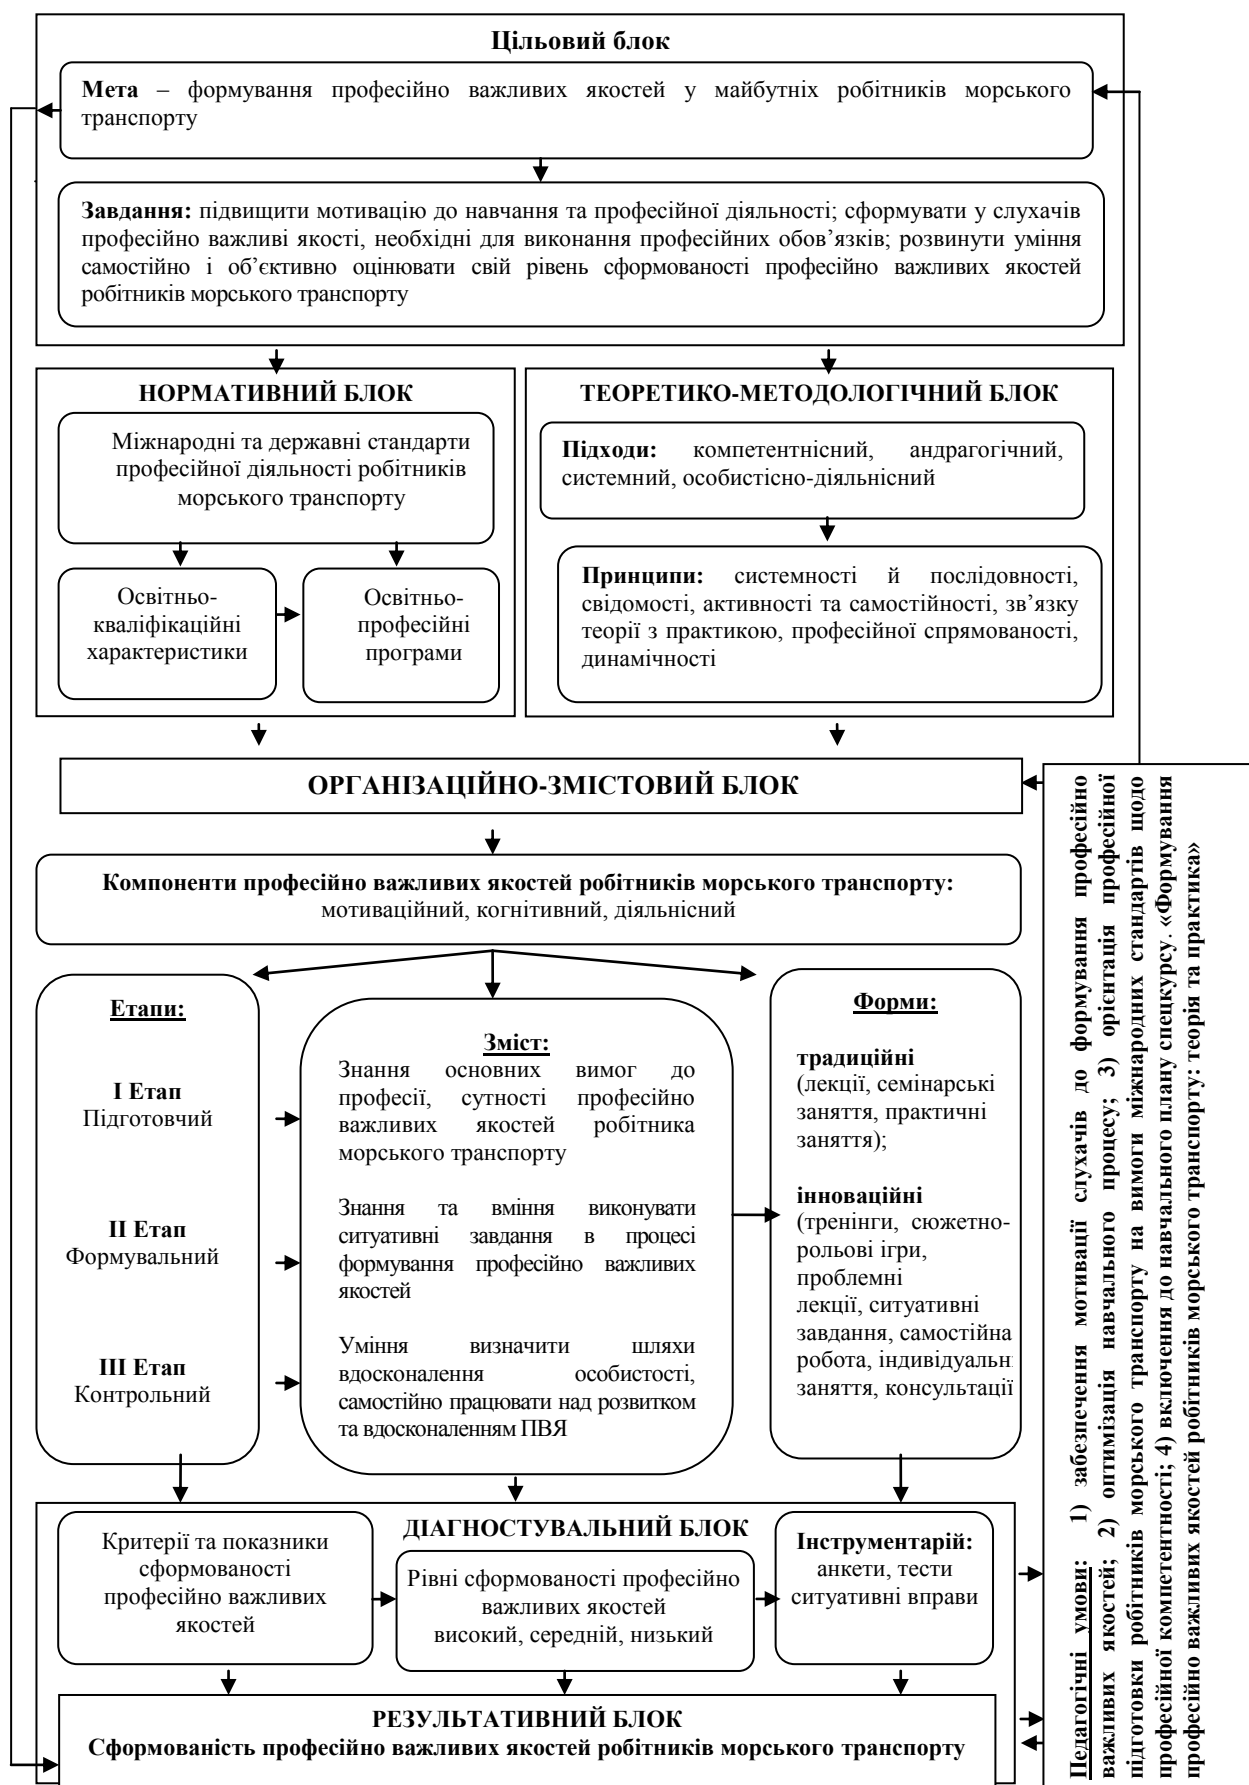 Цільовий блок
Мета – формування професійно важливих якостей у майбутніх робітників морського
транспорту
Завдання: підвищити мотивацію до навчання та професійної діяльності; сформувати у слухачів
професійно важливі якості, необхідні для виконання професійних обов’язків; розвинути уміння
самостійно і об’єктивно оцінювати свій рівень сформованості професійно важливих якостей
робітників морського транспорту
НОРМАТИВНИЙ БЛОК
Міжнародні та державні стандарти
професійної діяльності робітників
морського транспорту
Освітньо-
кваліфікаційні
характеристики
Освітньо-
професійні
програми
ТЕОРЕТИКО-МЕТОДОЛОГІЧНИЙ БЛОК
Підходи: компетентнісний, андрагогічний,
системний, особистісно-діяльнісний
Принципи: системності й послідовності,
свідомості, активності та самостійності, зв’язку
теорії з практикою, професійної спрямованості,
динамічності
ОРГАНІЗАЦІЙНО-ЗМІСТОВИЙ БЛОК
Компоненти професійно важливих якостей робітників морського транспорту:
мотиваційний, когнітивний, діяльнісний
Етапи:
І Етап
Підготовчий
ІІ Етап
Формувальний
ІІІ Етап
Контрольний
Зміст:
Знання основних вимог до
професії, сутності професійно
важливих якостей робітника
морського транспорту
Знання та вміння виконувати
ситуативні завдання в процесі
формування професійно важливих
якостей
Уміння визначити шляхи
вдосконалення особистості,
самостійно працювати над розвитком
та вдосконаленням ПВЯ
Форми:
традиційні
(лекції, семінарські
заняття, практичні
заняття);
інноваційні
(тренінги, сюжетно-
рольові ігри,
проблемні
лекції, ситуативні
завдання, самостійна
робота, індивідуальн
заняття, консультації
ДІАГНОСТУВАЛЬНИЙ БЛОК
Критерії та показники
сформованості
професійно важливих
якостей
Рівні сформованості професійно
важливих якостей
високий, середній, низький
Інструментарій:
анкети, тести
ситуативні вправи
РЕЗУЛЬТАТИВНИЙ БЛОК
Сформованість професійно важливих якостей робітників морського транспорту
Педагогічні умови: 1) забезпечення мотивації слухачів до формування професійно
важливих якостей; 2) оптимізація навчального процесу; 3) орієнтація професійної
підготовки робітників морського транспорту на вимоги міжнародних стандартів щодо
професійної компетентності; 4) включення до навчального плану спецкурсу. «Формування
професійно важливих якостей робітників морського транспорту: теорія та практика»